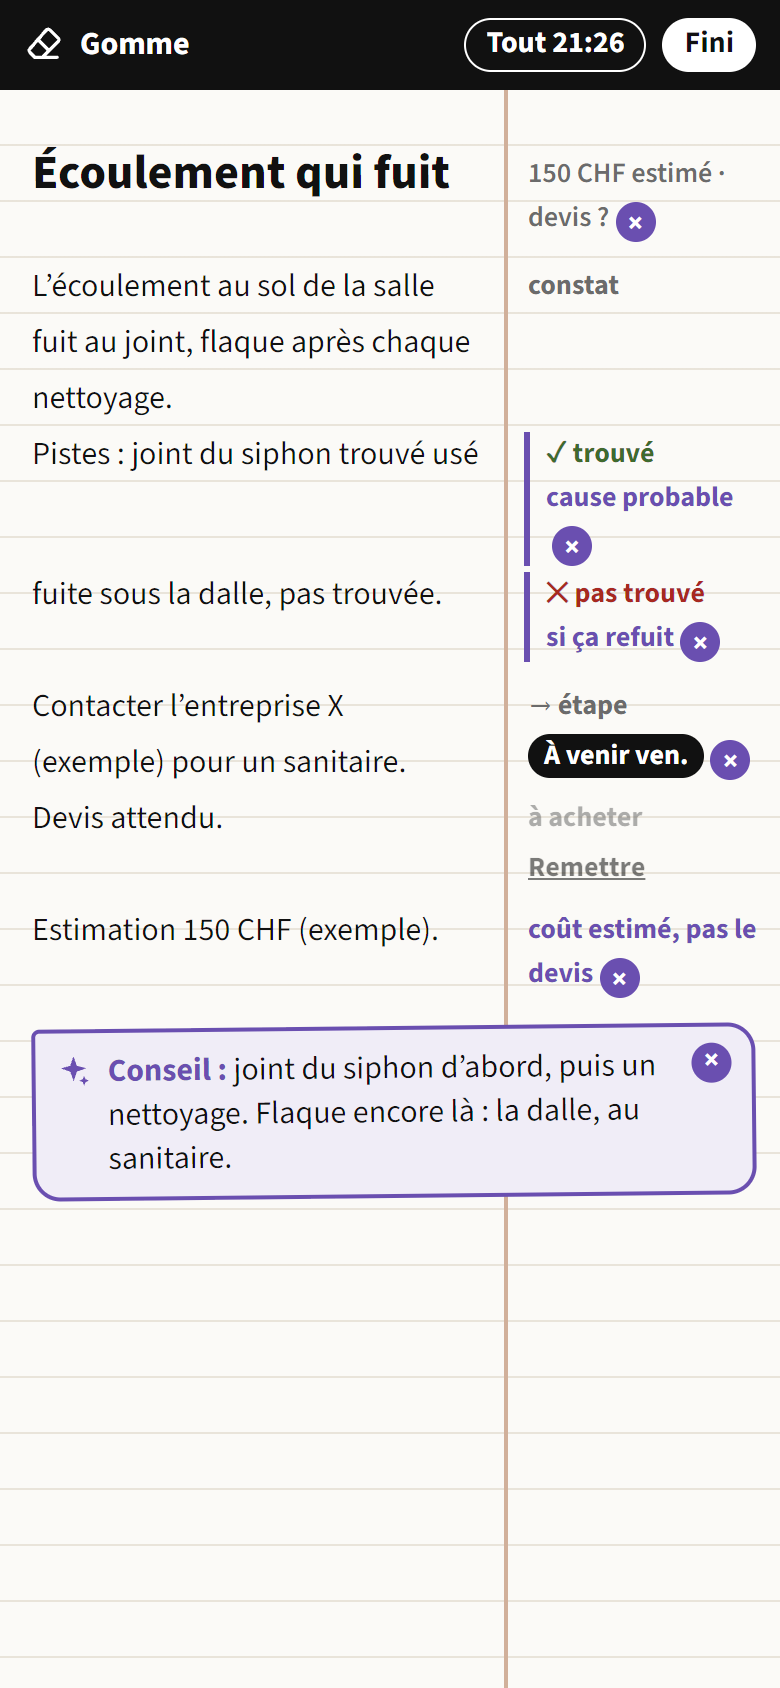 Gomme
Tout 21:26
Fini
Écoulement qui fuit
150 CHF estimé ·
devis ? ×
L’écoulement au sol de la salle
constat
fuit au joint, flaque après chaque
nettoyage.
Pistes : joint du siphon trouvé usé
✓ trouvé
cause probable
×
fuite sous la dalle, pas trouvée.
✕ pas trouvé
si ça refuit ×
Contacter l’entreprise X
→ étape
(exemple) pour un sanitaire.
À venir ven. ×
Devis attendu.
à acheter
Remettre
Estimation 150 CHF (exemple).
coût estimé, pas le
devis ×
Conseil : joint du siphon d’abord, puis un ×
nettoyage. Flaque encore là : la dalle, au
sanitaire.